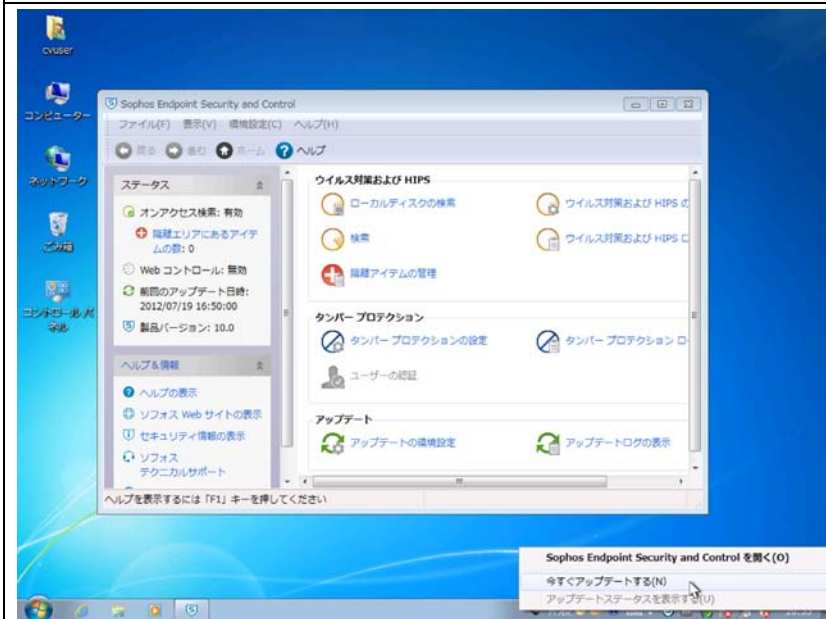 cvuser
コンピューター
ネットワーク
ごみ箱
コントロール パ
ネル
Sophos Endpoint Security and Control
ファイル(F) 表示(V) 環境設定(C) ヘルプ(H)
戻る 進む ホーム ヘルプ
ステータス
オンアクセス検索: 有効
隔離エリアにあるアイテ
ムの数: 0
Web コントロール: 無効
前回のアップデート日時:
2012/07/19 16:50:00
製品バージョン: 10.0
ヘルプ&情報
ヘルプの表示
ソフォス Web サイトの表示
セキュリティ情報の表示
ソフォス
テクニカルサポート
ウイルス対策および HIPS
ローカルディスクの検索
ウイルス対策および HIPS の
検索
ウイルス対策および HIPS ロ
隔離アイテムの管理
タンパー プロテクション
タンパー プロテクションの設定
タンパー プロテクション ロ
ユーザーの認証
アップデート
アップデートの環境設定
アップデートログの表示
ヘルプを表示するには「F1」キーを押してください
Sophos Endpoint Security and Control を開く(O)
今すぐアップデートする(N)
アップデートステータスを表示する(U)